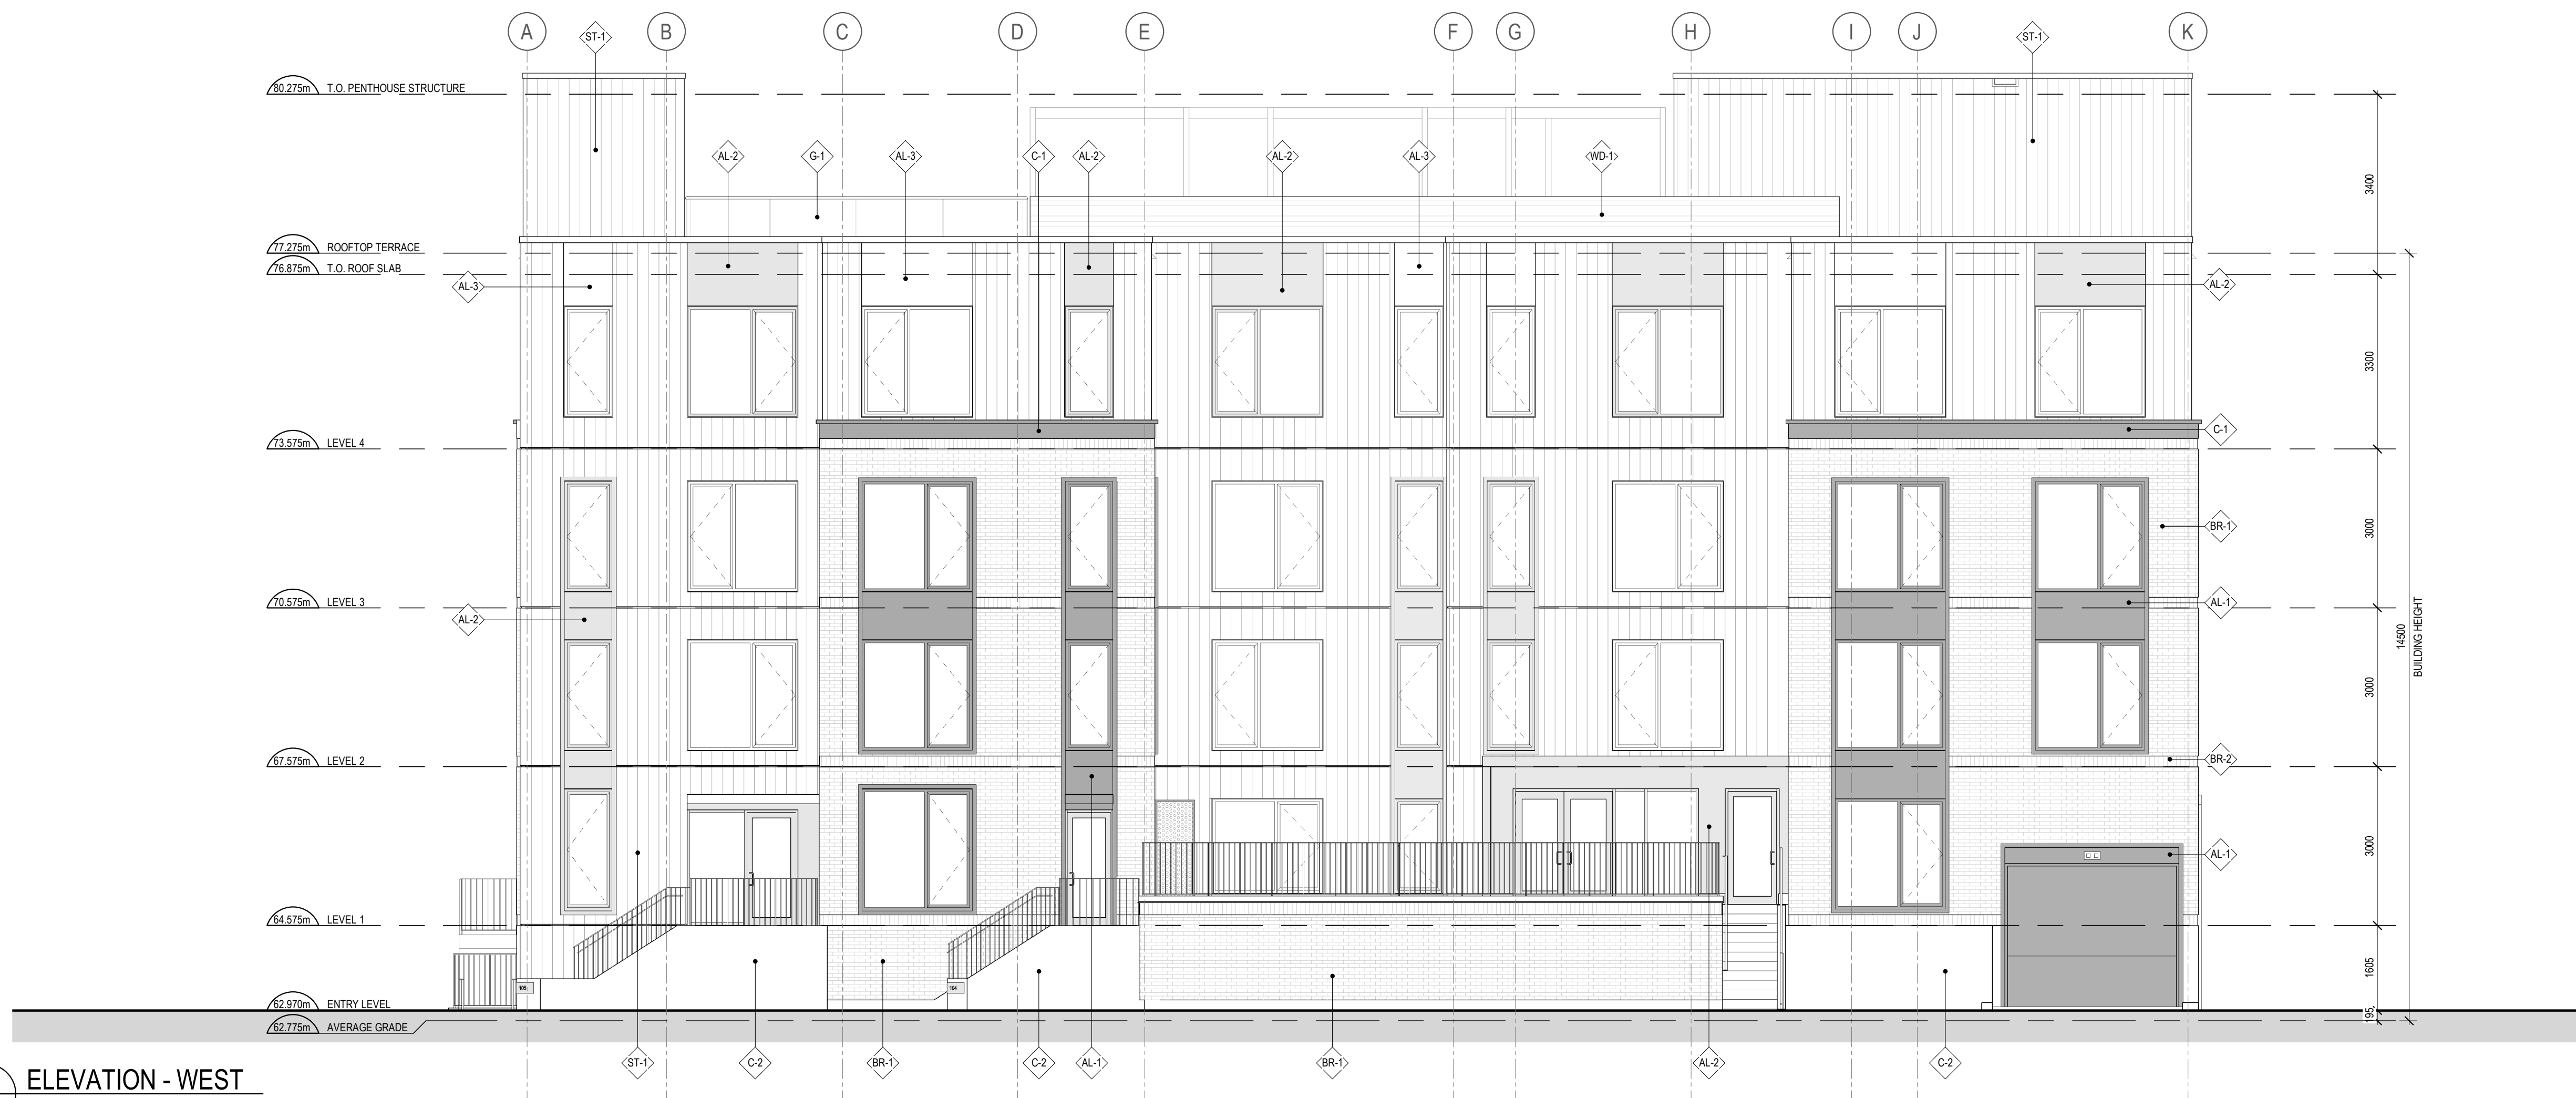 A B C D E F G H I J K
ST-1 ST-1
80.275m T.O. PENTHOUSE STRUCTURE
AL-2 G-1 AL-3 C-1 AL-2 AL-2 AL-3 WD-1
3400
77.275m ROOFTOP TERRACE
76.875m T.O. ROOF SLAB
AL-3 AL-2
3300
C-1
73.575m LEVEL 4
BR-1
3000
70.575m LEVEL 3
AL-1
AL-2
14500
BUILDING HEIGHT
3000
67.575m LEVEL 2
BR-2
3000
AL-1
64.575m LEVEL 1
1605
105
104
62.970m ENTRY LEVEL
195
62.775m AVERAGE GRADE
ST-1 C-2 BR-1 C-2 AL-1 BR-1 AL-2 C-2
ELEVATION - WEST